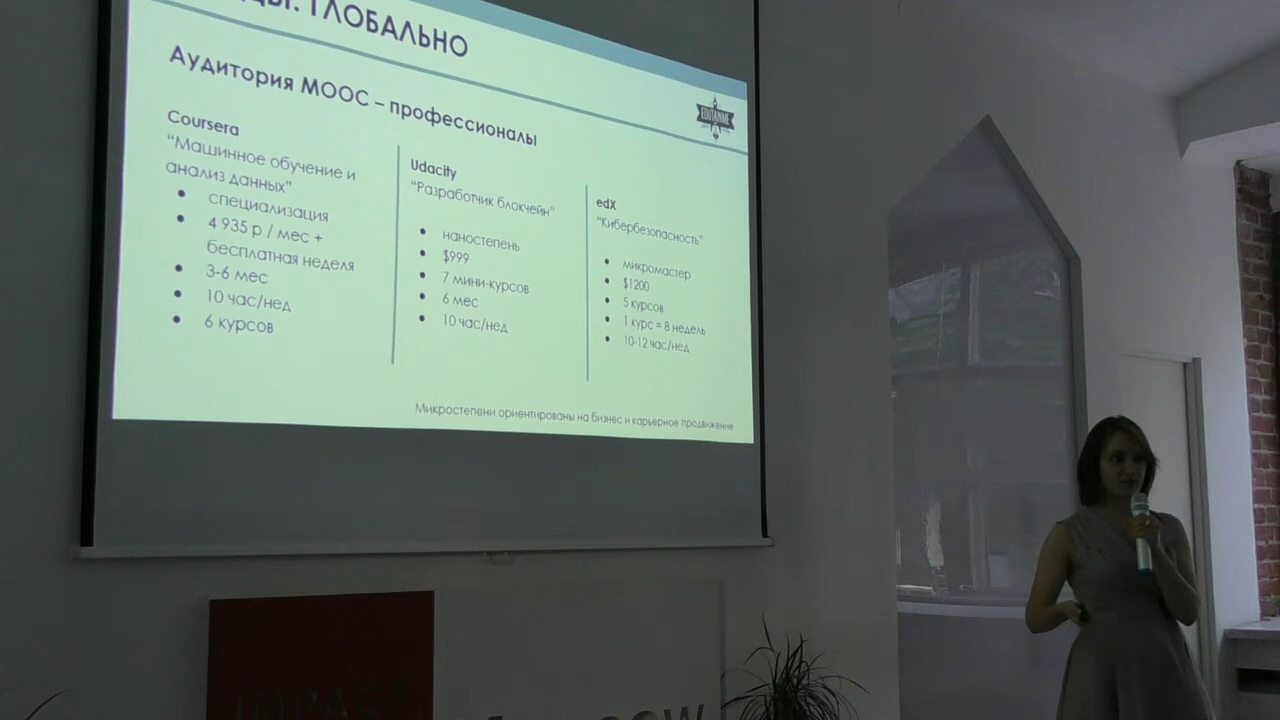 ГЛОБАЛЬНО
Аудитория МООС – профессионалы
EDUTAINME
Coursera
“Машинное обучение и
анализ данных”
• специализация
• 4 935 р / мес +
бесплатная неделя
• 3-6 мес
• 10 час/нед
• 6 курсов
Udacity
“Разработчик блокчейн”
• наностепень
• $999
• 7 мини-курсов
• 6 мес
• 10 час/нед
edX
“Кибербезопасность”
• микромастер
• $1200
• 5 курсов
• 1 курс = 8 недель
• 10-12 час/нед
Микростепени ориентированы на бизнес и карьерное продвижение